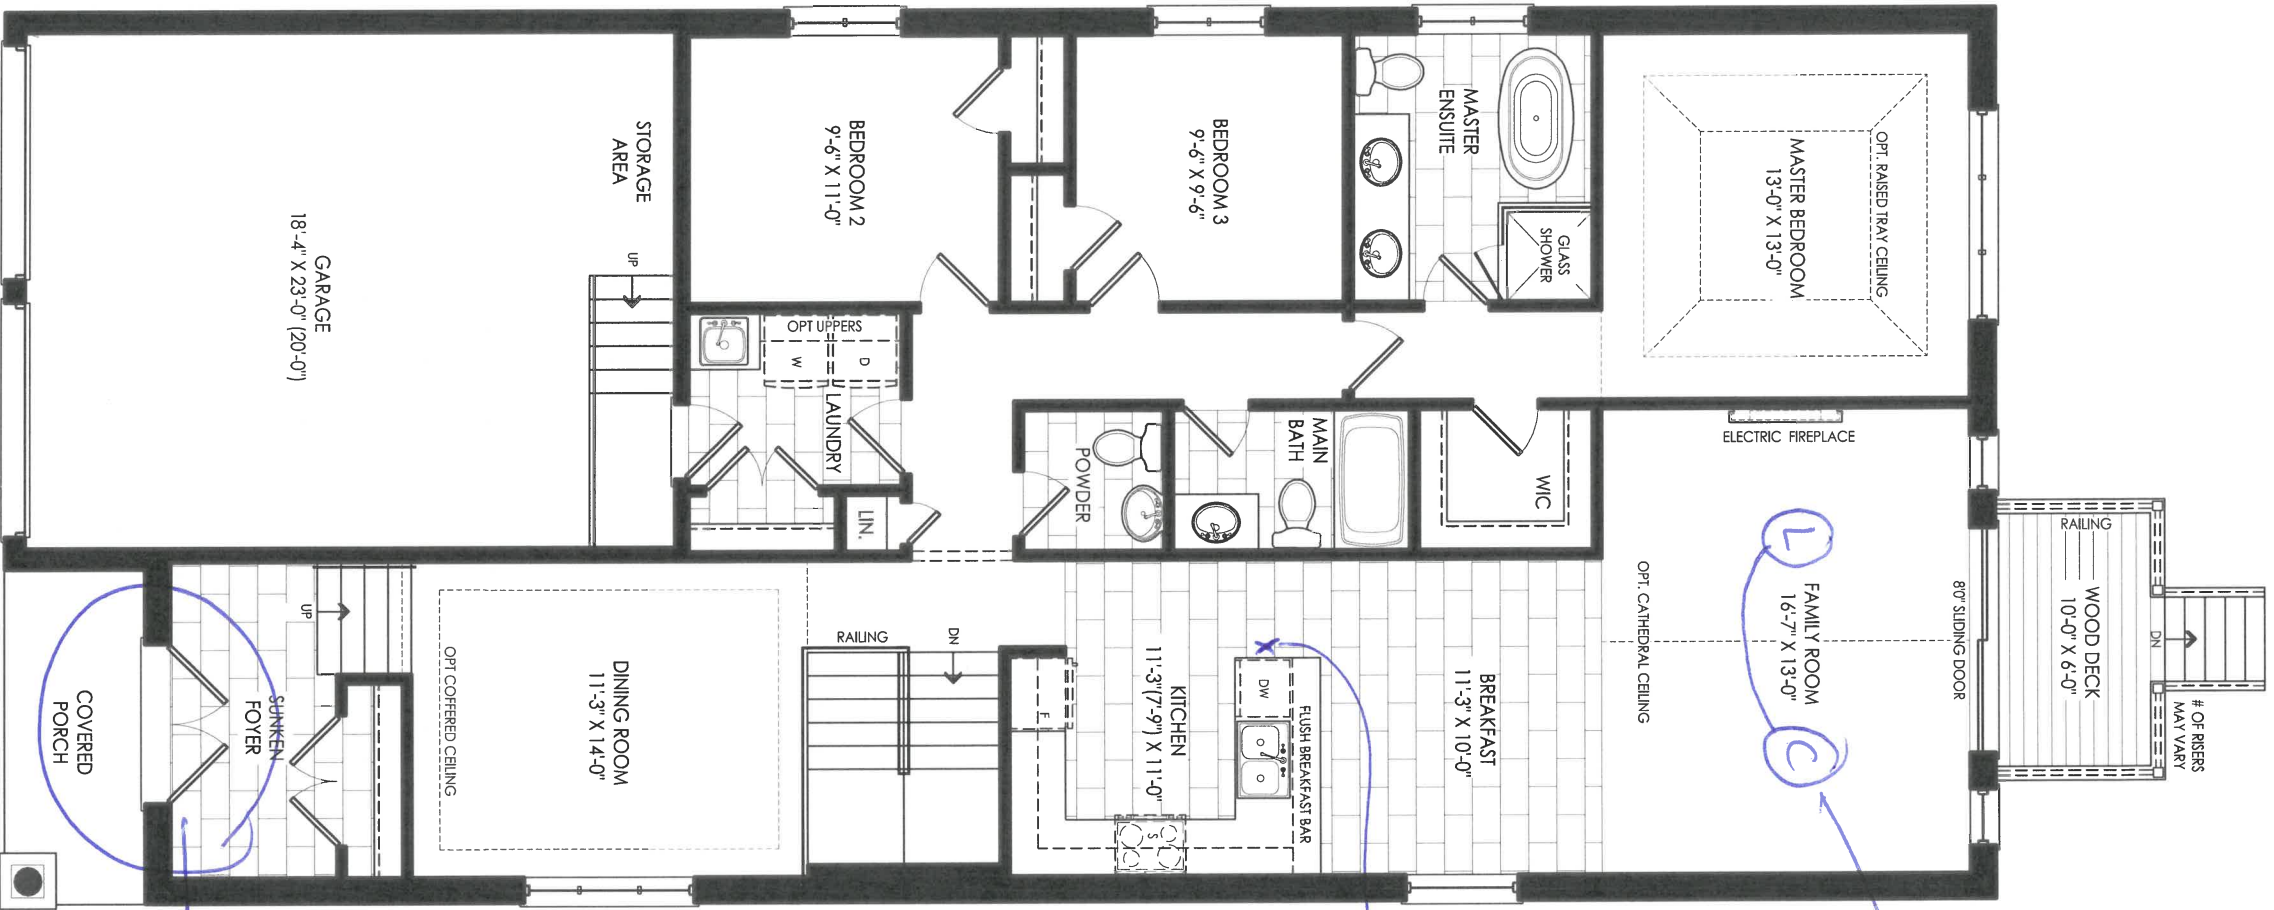 GARAGE
18'-4" X 23'-0" (20'-0")
STORAGE
AREA
UP
BEDROOM 2
9'-6" X 11'-0"
BEDROOM 3
9'-6" X 9'-6"
MASTER
ENSUITE
GLASS
SHOWER
OPT. RAISED TRAY CEILING
MASTER BEDROOM
13'-0" X 13'-0"
OPT UPPERS
W
D
LAUNDRY
LIN.
POWDER
MAIN
BATH
WIC
ELECTRIC FIREPLACE
L
FAMILY ROOM
16'-7" X 13'-0"
C
OPT. CATHEDRAL CEILING
8'0" SLIDING DOOR
RAILING
WOOD DECK
10'-0" X 6'-0"
DN
# OF RISERS
MAY VARY
COVERED
PORCH
SUNKEN
FOYER
UP
OPT COFFERED CEILING
DINING ROOM
11'-3" X 14'-0"
RAILING
DN
F
KITCHEN
11'-3"(7'-9") X 11'-0"
S
DW
FLUSH BREAKFAST BAR
BREAKFAST
11'-3" X 10'-0"
X